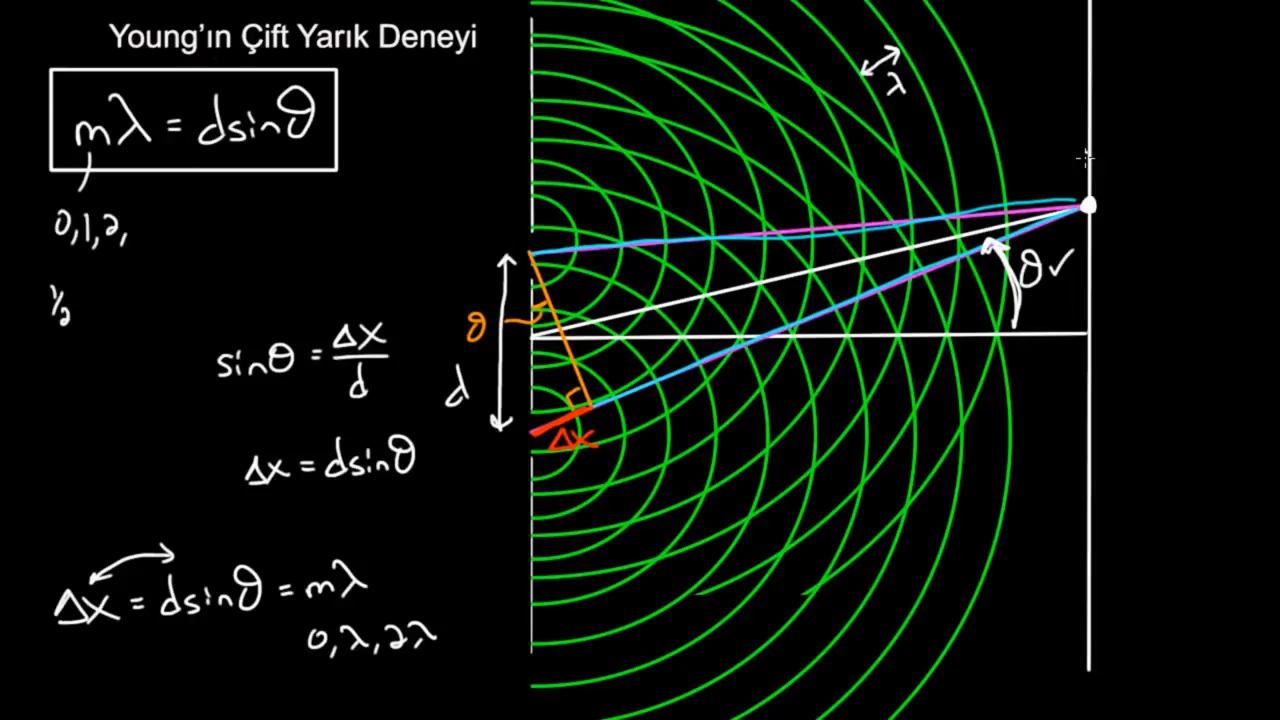 Young'ın Çift Yarık Deneyi
mλ = dsinθ
0,1,2,
1/2
sinθ = Δx/d
Δx = dsinθ
Δx = dsinθ = mλ
0, λ, 2λ
λ
θ ✓
θ
d
Δx